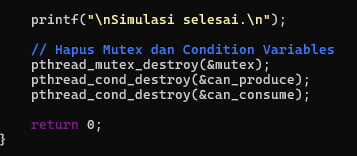 printf("\nSimulasi selesai.\n");
// Hapus Mutex dan Condition Variables
pthread_mutex_destroy(&mutex);
pthread_cond_destroy(&can_produce);
pthread_cond_destroy(&can_consume);
return 0;
}